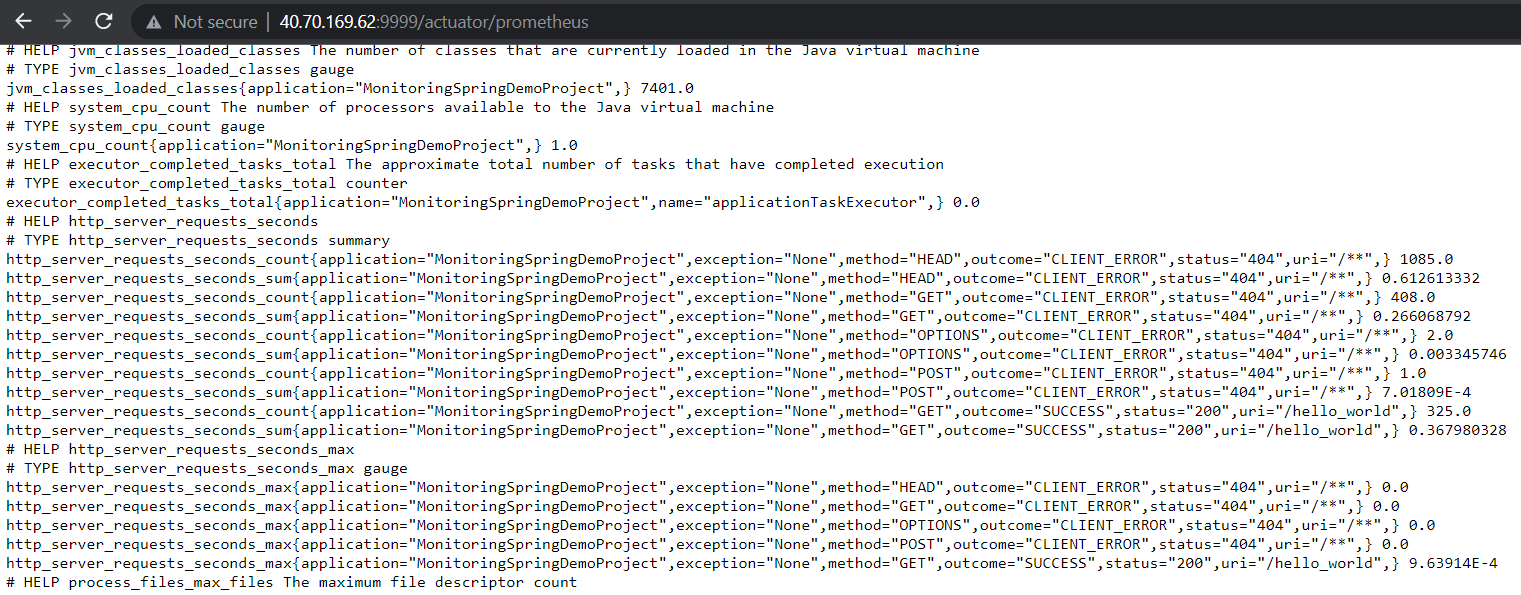 Not secure | 40.70.169.62:9999/actuator/prometheus
# HELP jvm_classes_loaded_classes The number of classes that are currently loaded in the Java virtual machine
# TYPE jvm_classes_loaded_classes gauge
jvm_classes_loaded_classes{application="MonitoringSpringDemoProject",} 7401.0
# HELP system_cpu_count The number of processors available to the Java virtual machine
# TYPE system_cpu_count gauge
system_cpu_count{application="MonitoringSpringDemoProject",} 1.0
# HELP executor_completed_tasks_total The approximate total number of tasks that have completed execution
# TYPE executor_completed_tasks_total counter
executor_completed_tasks_total{application="MonitoringSpringDemoProject",name="applicationTaskExecutor",} 0.0
# HELP http_server_requests_seconds
# TYPE http_server_requests_seconds summary
http_server_requests_seconds_count{application="MonitoringSpringDemoProject",exception="None",method="HEAD",outcome="CLIENT_ERROR",status="404",uri="/**",} 1085.0
http_server_requests_seconds_sum{application="MonitoringSpringDemoProject",exception="None",method="HEAD",outcome="CLIENT_ERROR",status="404",uri="/**",} 0.612613332
http_server_requests_seconds_count{application="MonitoringSpringDemoProject",exception="None",method="GET",outcome="CLIENT_ERROR",status="404",uri="/**",} 408.0
http_server_requests_seconds_sum{application="MonitoringSpringDemoProject",exception="None",method="GET",outcome="CLIENT_ERROR",status="404",uri="/**",} 0.266068792
http_server_requests_seconds_count{application="MonitoringSpringDemoProject",exception="None",method="OPTIONS",outcome="CLIENT_ERROR",status="404",uri="/**",} 2.0
http_server_requests_seconds_sum{application="MonitoringSpringDemoProject",exception="None",method="OPTIONS",outcome="CLIENT_ERROR",status="404",uri="/**",} 0.003345746
http_server_requests_seconds_count{application="MonitoringSpringDemoProject",exception="None",method="POST",outcome="CLIENT_ERROR",status="404",uri="/**",} 1.0
http_server_requests_seconds_sum{application="MonitoringSpringDemoProject",exception="None",method="POST",outcome="CLIENT_ERROR",status="404",uri="/**",} 7.01809E-4
http_server_requests_seconds_count{application="MonitoringSpringDemoProject",exception="None",method="GET",outcome="SUCCESS",status="200",uri="/hello_world",} 325.0
http_server_requests_seconds_sum{application="MonitoringSpringDemoProject",exception="None",method="GET",outcome="SUCCESS",status="200",uri="/hello_world",} 0.367980328
# HELP http_server_requests_seconds_max
# TYPE http_server_requests_seconds_max gauge
http_server_requests_seconds_max{application="MonitoringSpringDemoProject",exception="None",method="HEAD",outcome="CLIENT_ERROR",status="404",uri="/**",} 0.0
http_server_requests_seconds_max{application="MonitoringSpringDemoProject",exception="None",method="GET",outcome="CLIENT_ERROR",status="404",uri="/**",} 0.0
http_server_requests_seconds_max{application="MonitoringSpringDemoProject",exception="None",method="OPTIONS",outcome="CLIENT_ERROR",status="404",uri="/**",} 0.0
http_server_requests_seconds_max{application="MonitoringSpringDemoProject",exception="None",method="POST",outcome="CLIENT_ERROR",status="404",uri="/**",} 0.0
http_server_requests_seconds_max{application="MonitoringSpringDemoProject",exception="None",method="GET",outcome="SUCCESS",status="200",uri="/hello_world",} 9.63914E-4
# HELP process_files_max_files The maximum file descriptor count